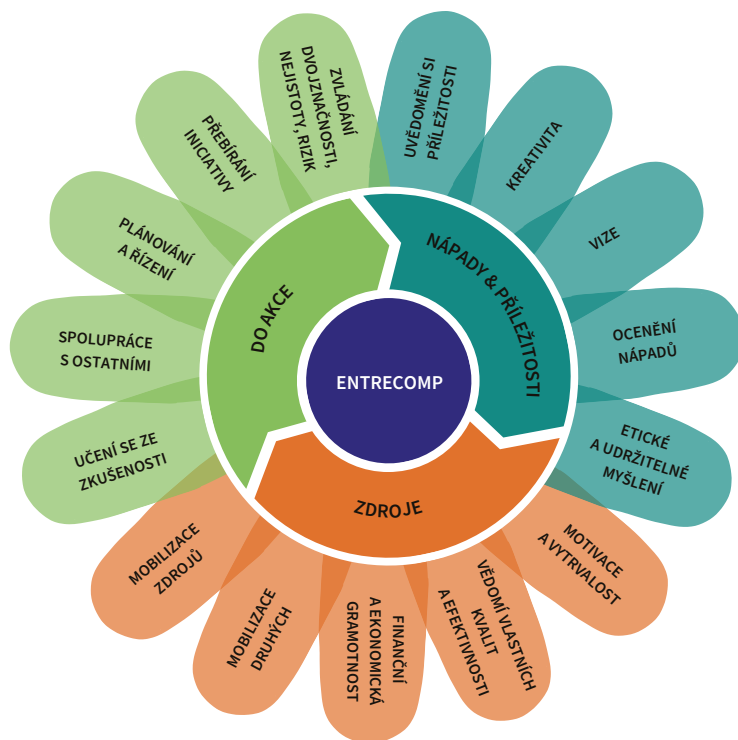 ENTRECOMP
NÁPADY & PŘÍLEŽITOSTI
UVĚDOMĚNÍ SI
PŘÍLEŽITOSTI
KREATIVITA
VIZE
OCENĚNÍ
NÁPADŮ
ETICKÉ
A UDRŽITELNÉ
MYŠLENÍ
ZDROJE
MOTIVACE
A VYTRVALOST
VĚDOMÍ VLASTNÍCH
KVALIT
A EFEKTIVNOSTI
FINANČNÍ
A EKONOMICKÁ
GRAMOTNOST
MOBILIZACE
DRUHÝCH
MOBILIZACE
ZDROJŮ
DO AKCE
UČENÍ SE ZE
ZKUŠENOSTI
SPOLUPRÁCE
S OSTATNÍMI
PLÁNOVÁNÍ
A ŘÍZENÍ
PŘEBÍRÁNÍ
INICIATIVY
ZVLÁDÁNÍ
DVOJZNAČNOSTI,
NEJISTOTY, RIZIK